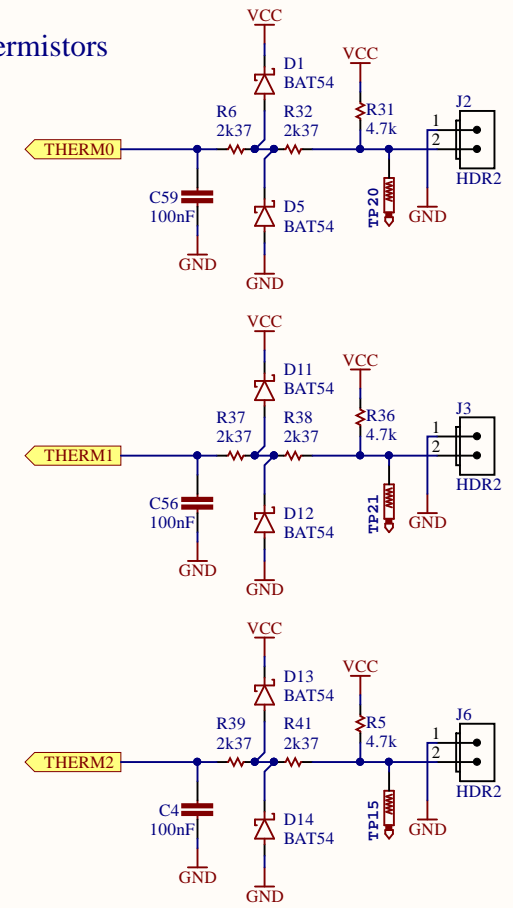 ermistors
VCC
D1
BAT54
VCC
R6
2k37
R32
2k37
R31
4.7k
J2
1
2
HDR2
THERM0
C59
100nF
GND
D5
BAT54
GND
TP20
GND
VCC
D11
BAT54
VCC
R37
2k37
R38
2k37
R36
4.7k
J3
1
2
HDR2
THERM1
C56
100nF
GND
D12
BAT54
GND
TP21
GND
VCC
D13
BAT54
VCC
R39
2k37
R41
2k37
R5
4.7k
J6
1
2
HDR2
THERM2
C4
100nF
GND
D14
BAT54
GND
TP15
GND